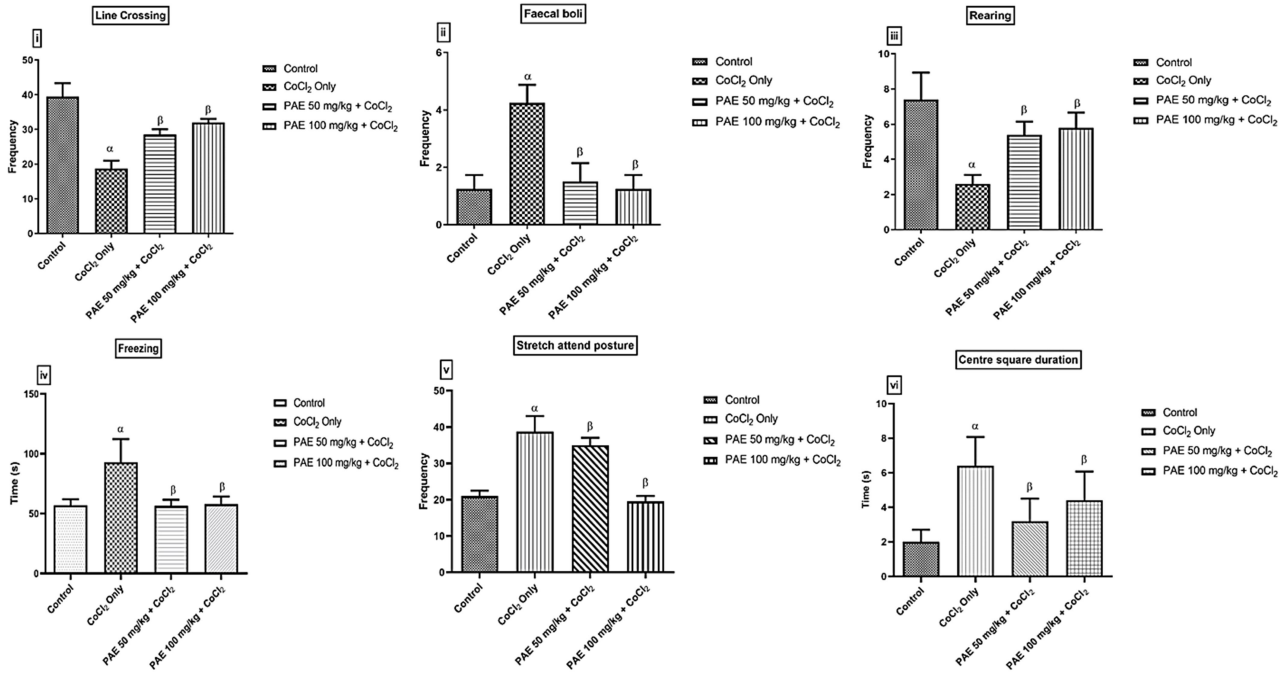 Line Crossing
i
50
40
30
20
10
0
Frequency
α
β
β
Control
CoCl₂ Only
PAE 50 mg/kg + CoCl₂
PAE 100 mg/kg + CoCl₂
Control
CoCl₂ Only
PAE 50 mg/kg + CoCl₂
PAE 100 mg/kg + CoCl₂
Faecal boli
ii
6
4
2
0
Frequency
α
β
β
Control
CoCl₂ Only
PAE 50 mg/kg + CoCl₂
PAE 100 mg/kg + CoCl₂
Control
CoCl₂ Only
PAE 50 mg/kg + CoCl₂
PAE 100 mg/kg + CoCl₂
Rearing
iii
10
8
6
4
2
0
Frequency
α
β
β
Control
CoCl₂ Only
PAE 50 mg/kg + CoCl₂
PAE 100 mg/kg + CoCl₂
Control
CoCl₂ Only
PAE 50 mg/kg + CoCl₂
PAE 100 mg/kg + CoCl₂
Freezing
iv
150
100
50
0
Time (s)
α
β
β
Control
CoCl₂ Only
PAE 50 mg/kg + CoCl₂
PAE 100 mg/kg + CoCl₂
Control
CoCl₂ Only
PAE 50 mg/kg + CoCl₂
PAE 100 mg/kg + CoCl₂
Stretch attend posture
v
50
40
30
20
10
0
Frequency
α
β
β
Control
CoCl₂ Only
PAE 50 mg/kg + CoCl₂
PAE 100 mg/kg + CoCl₂
Control
CoCl₂ Only
PAE 50 mg/kg + CoCl₂
PAE 100 mg/kg + CoCl₂
Centre square duration
vi
10
8
6
4
2
0
Time (s)
α
β
β
Control
CoCl₂ Only
PAE 50 mg/kg + CoCl₂
PAE 100 mg/kg + CoCl₂
Control
CoCl₂ Only
PAE 50 mg/kg + CoCl₂
PAE 100 mg/kg + CoCl₂